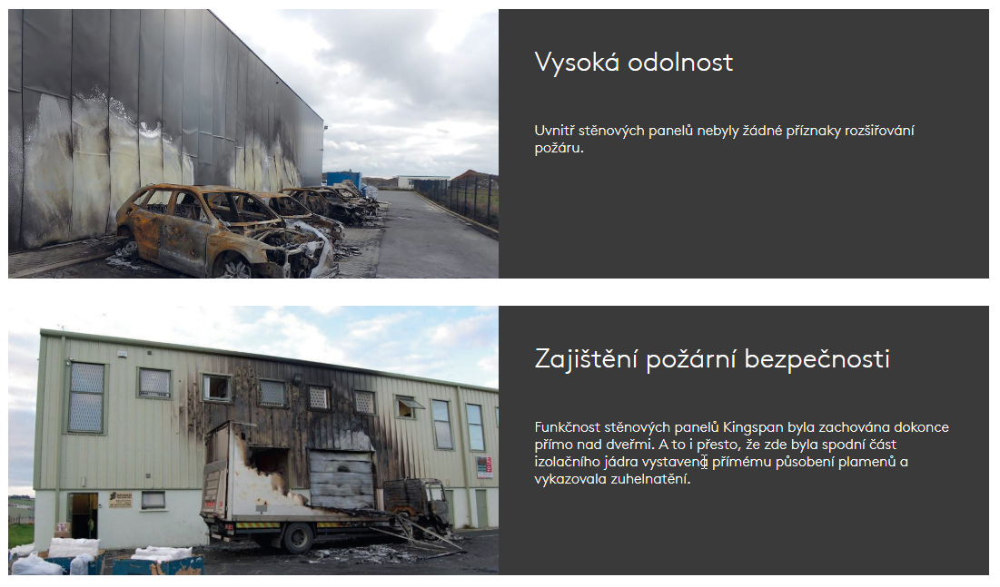 Vysoká odolnost
Uvnitř stěnových panelů nebyly žádné příznaky rozšiřování
požáru.
Zajištění požární bezpečnosti
Funkčnost stěnových panelů Kingspan byla zachována dokonce
přímo nad dveřmi. A to i přesto, že zde byla spodní část
izolačního jádra vystavena přímému působení plamenů a
vykazovala zuhelnatění.